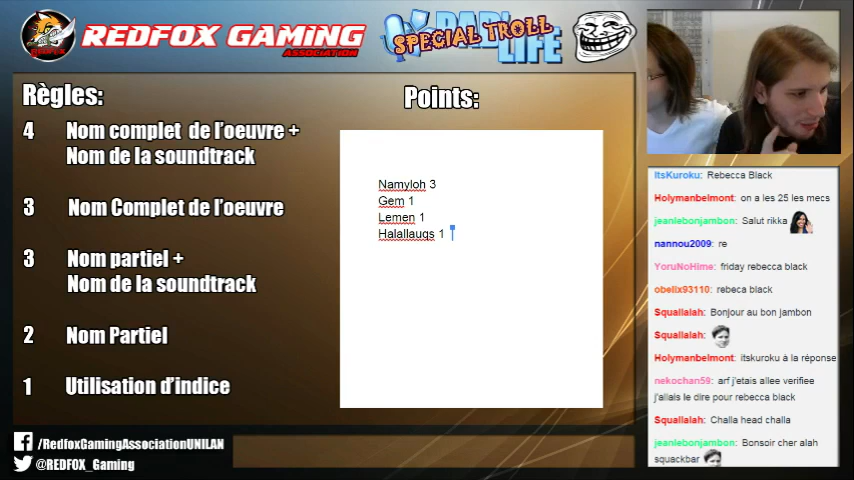 REDFOX GAMING
ASSOCIATION
SPECIAL TROLL
LIFE
Règles:
4 Nom complet de l'oeuvre +
Nom de la soundtrack
3 Nom Complet de l'oeuvre
3 Nom partiel +
Nom de la soundtrack
2 Nom Partiel
1 Utilisation d'indice
Points:
Namyloh 3
Gem 1
Lemen 1
Halallaugs 1
ItsKuroku: Rebecca Black
Holymanbelmont: on a les 25 les mecs
jeanlebonjambon: Salut rikka
nannou2009: re
YoruNoHime: friday rebecca black
obelix93110: rebeca black
Squallalah: Bonjour au bon jambon
Squallalah:
Holymanbelmont: itskuroku à la réponse
nekochan59: arf j'etais allee verifiee
j'allais le dire pour rebecca black
Squallalah: Challa head challa
jeanlebonjambon: Bonsoir cher alah
squackbar
/RedfoxGamingAssociationUNILAN
@REDFOX_Gaming